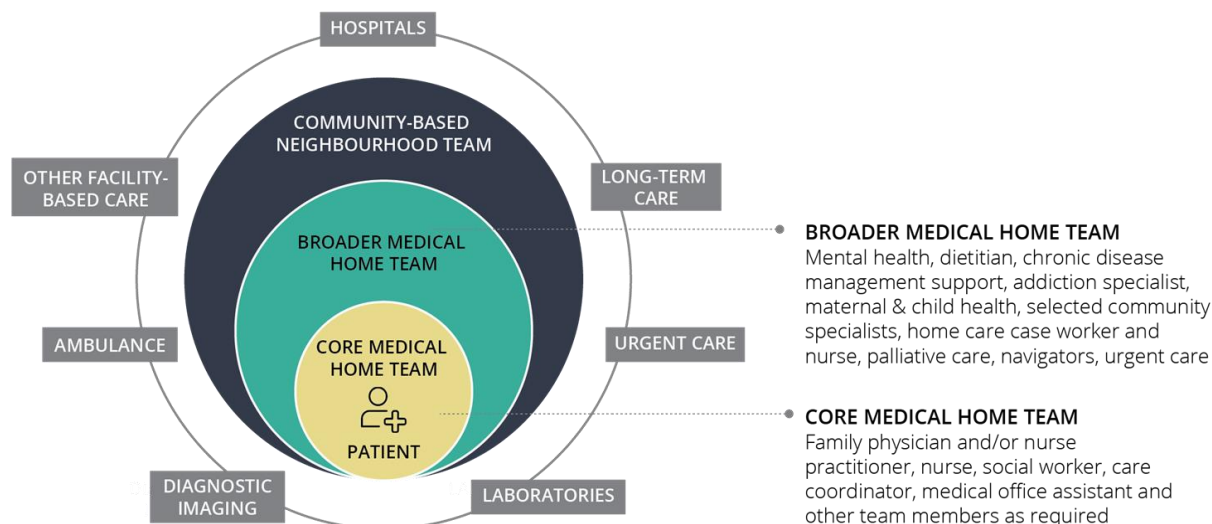 HOSPITALS
COMMUNITY-BASED
NEIGHBOURHOOD TEAM
OTHER FACILITY-
BASED CARE
LONG-TERM
CARE
BROADER MEDICAL
HOME TEAM
AMBULANCE
URGENT CARE
CORE MEDICAL
HOME TEAM
PATIENT
DIAGNOSTIC
IMAGING
LABORATORIES
BROADER MEDICAL HOME TEAM
Mental health, dietitian, chronic disease
management support, addiction specialist,
maternal & child health, selected community
specialists, home care case worker and
nurse, palliative care, navigators, urgent care
CORE MEDICAL HOME TEAM
Family physician and/or nurse
practitioner, nurse, social worker, care
coordinator, medical office assistant and
other team members as required